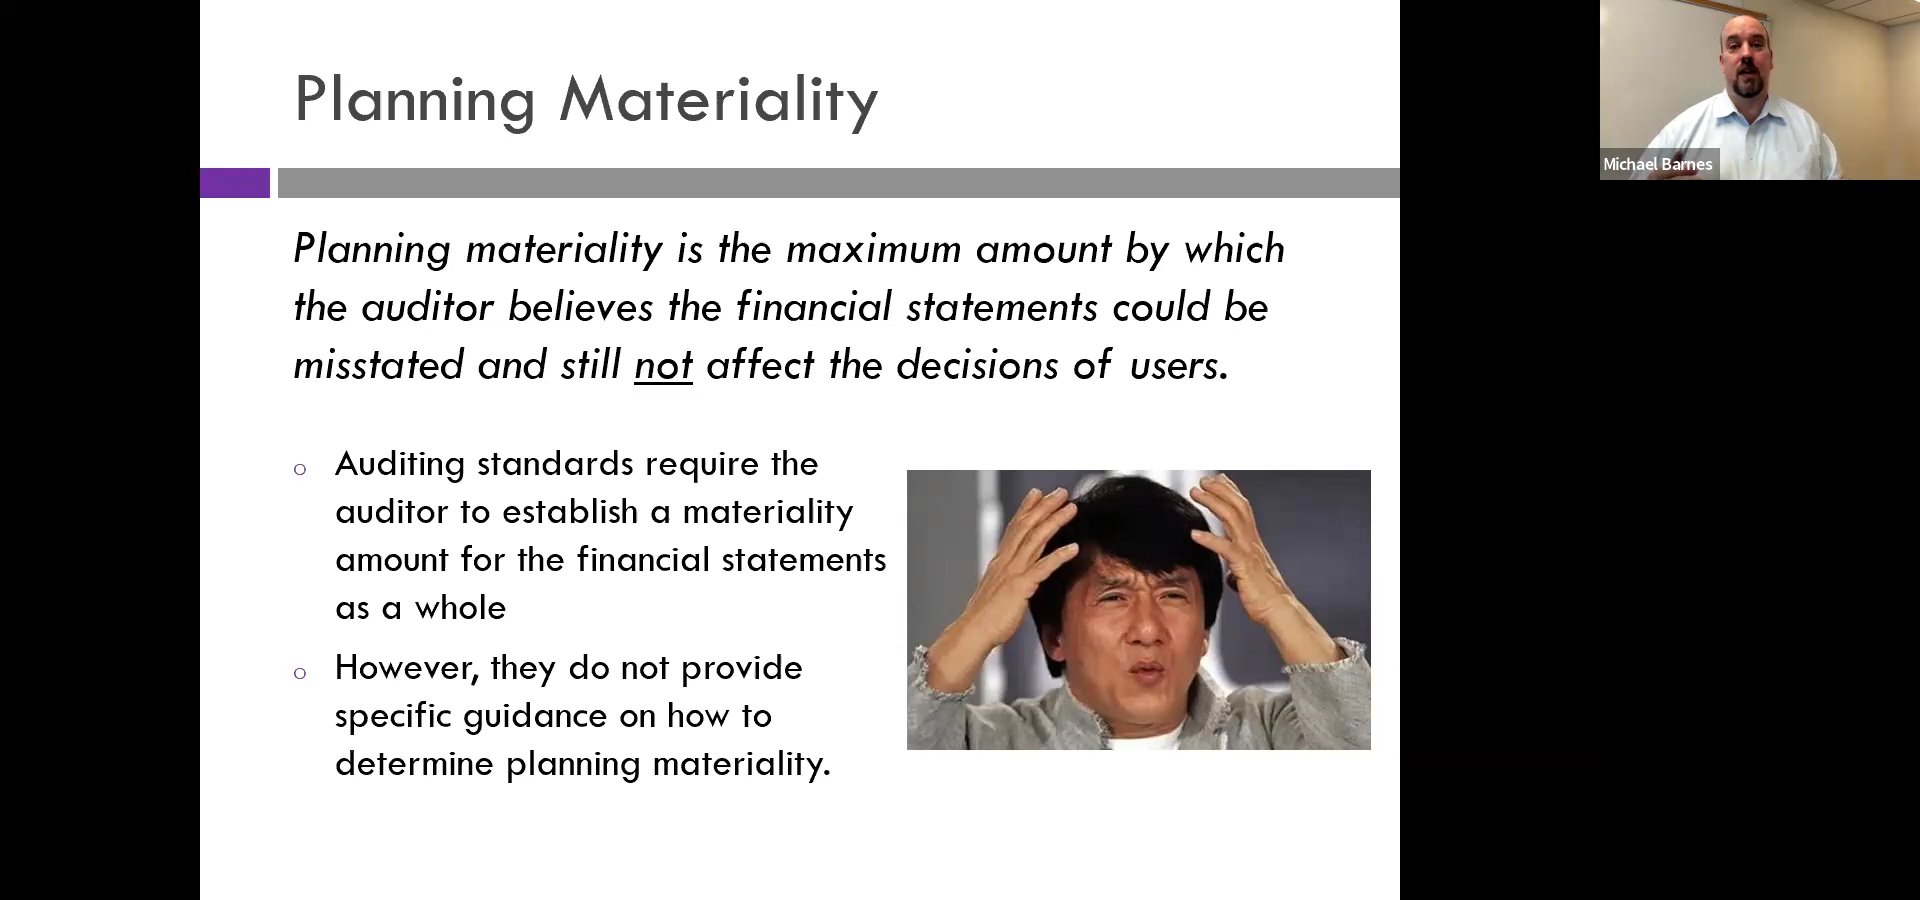 Planning Materiality
Planning materiality is the maximum amount by which
the auditor believes the financial statements could be
misstated and still not affect the decisions of users.
o Auditing standards require the
auditor to establish a materiality
amount for the financial statements
as a whole
o However, they do not provide
specific guidance on how to
determine planning materiality.
Michael Barnes